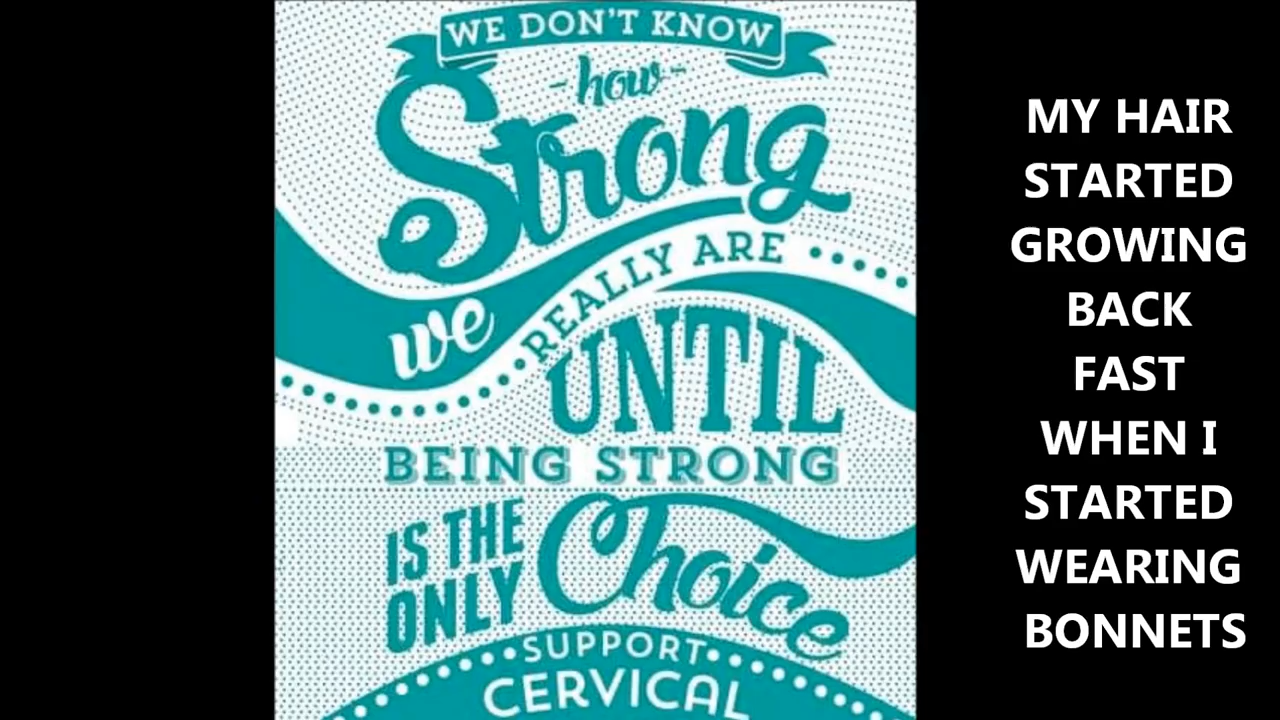 WE DON'T KNOW
-how-
Strong
we REALLY ARE
UNTIL
BEING STRONG
IS THE
ONLY Choice
SUPPORT
CERVICAL
MY HAIR
STARTED
GROWING
BACK
FAST
WHEN I
STARTED
WEARING
BONNETS